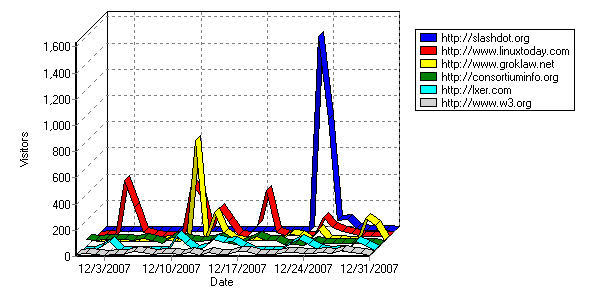 1,600
1,400
1,200
1,000
800
600
400
200
0
Visitors
12/3/2007
12/10/2007
12/17/2007
12/24/2007
12/31/2007
Date
http://slashdot.org
http://www.linuxtoday.com
http://www.groklaw.net
http://consortiuminfo.org
http://lxer.com
http://www.w3.org